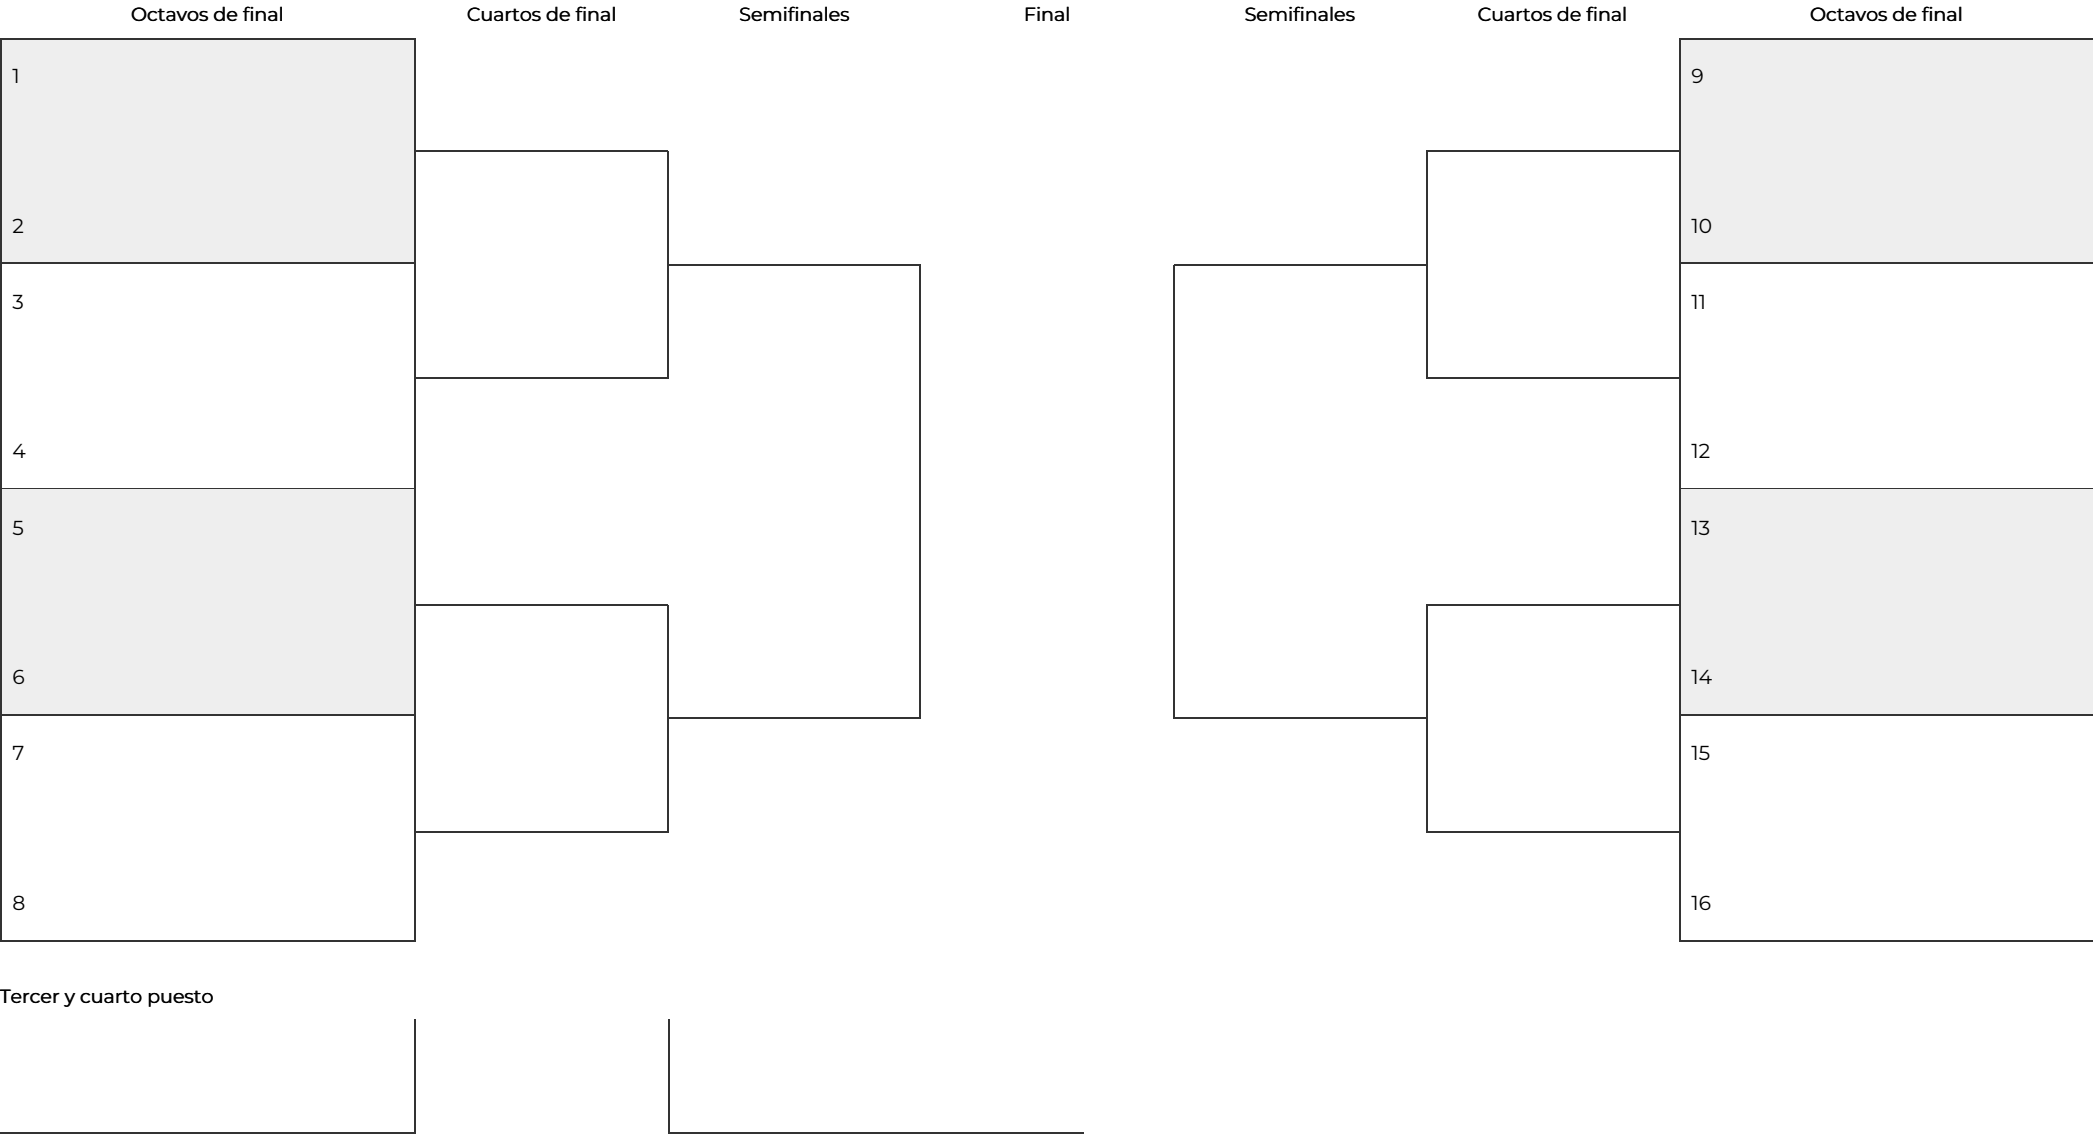 Octavos de final
Cuartos de final
Semifinales
Final
Semifinales
Cuartos de final
Octavos de final
1
2
3
4
5
6
7
8
9
10
11
12
13
14
15
16
Tercer y cuarto puesto